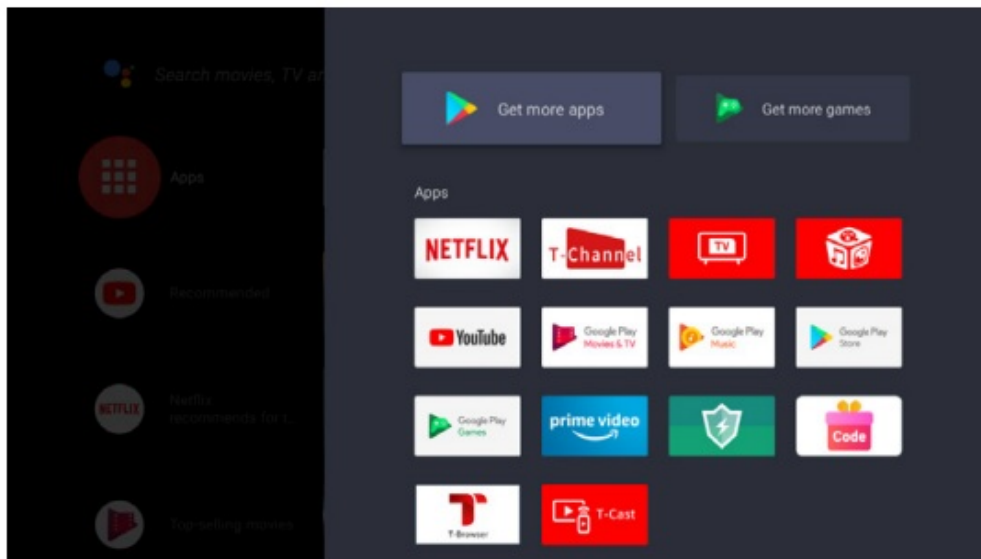 Search movies, TV ar
Get more apps
Get more games
Apps
Apps
NETFLIX
T-Channel
TV
Recommended
YouTube
Google Play
Movies & TV
Google Play
Music
Google Play
Store
NETFLIX
Netflix
recommends for t..
Google Play
Games
prime video
Code
Top-selling movies
T-Browser
T-Cast